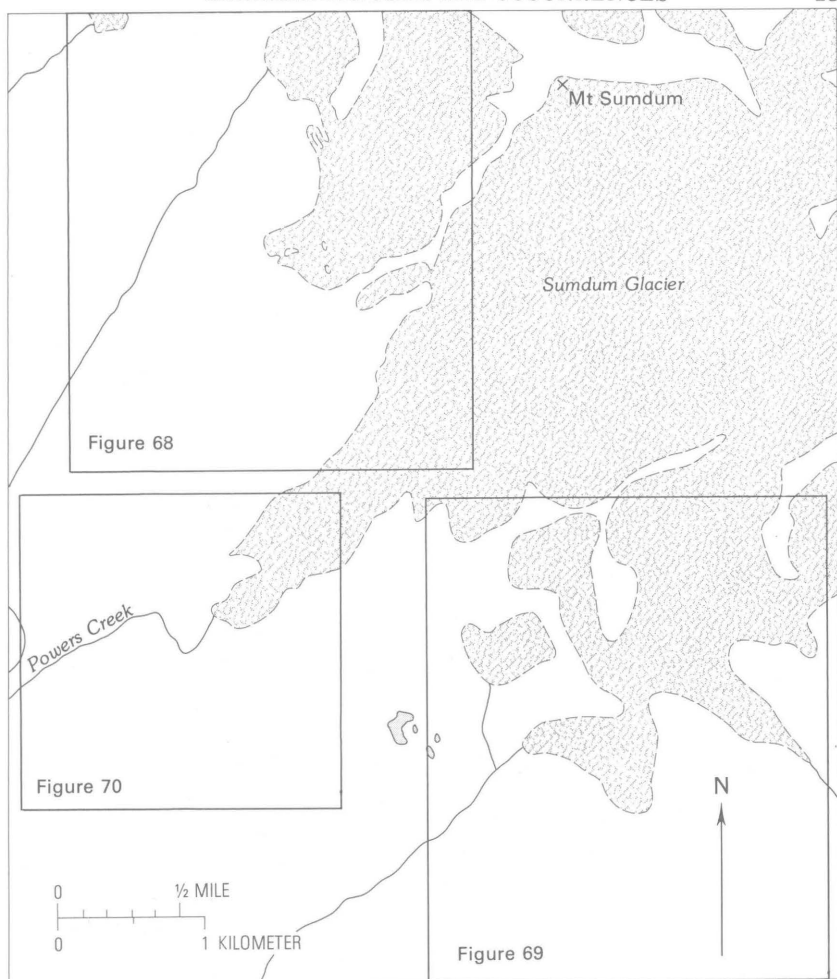 Mt Sumdum
Sumdum Glacier
Figure 68
Powers Creek
Figure 70
N
0 ½ MILE
0 1 KILOMETER
Figure 69